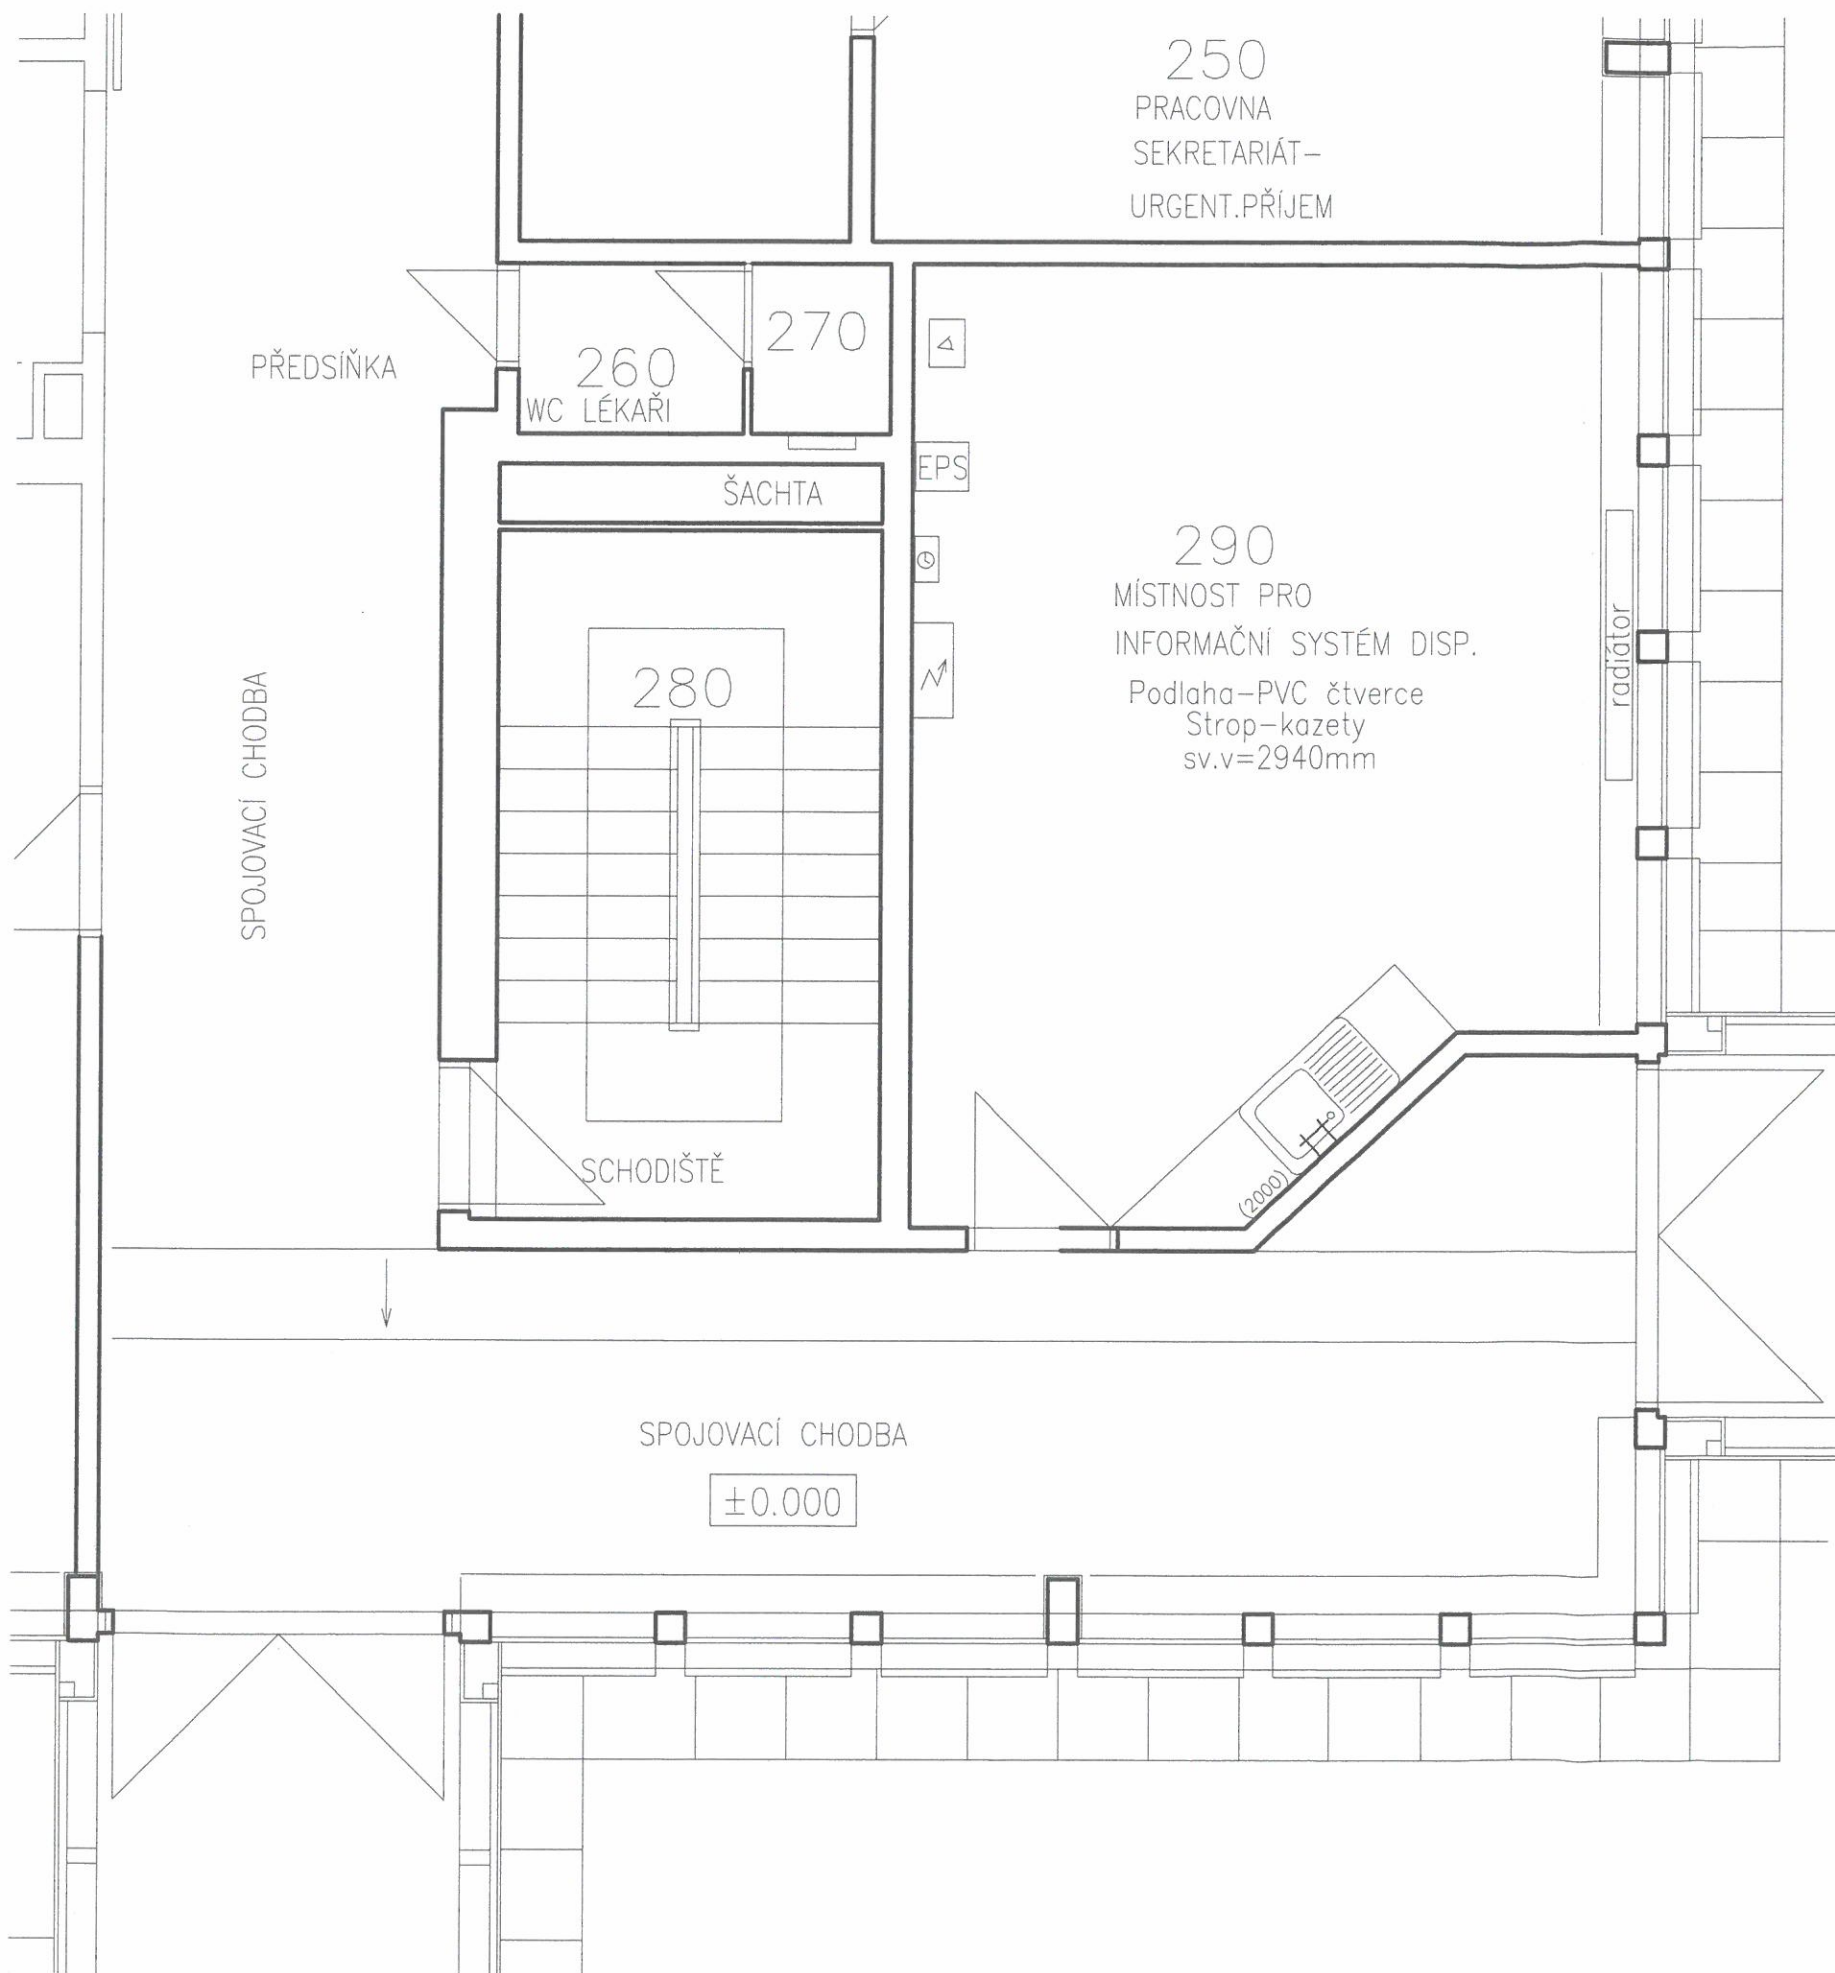 250
PRACOVNA
SEKRETARIÁT-
URGENT.PŘÍJEM
270
260
WC LÉKAŘI
PŘEDSÍŇKA
ŠACHTA
EPS
290
MÍSTNOST PRO
INFORMAČNÍ SYSTÉM DISP.
Podlaha-PVC čtverce
Strop-kazety
sv.v=2940mm
radiátor
280
SPOJOVACÍ CHODBA
SCHODIŠTĚ
(2000)
SPOJOVACÍ CHODBA
±0.000